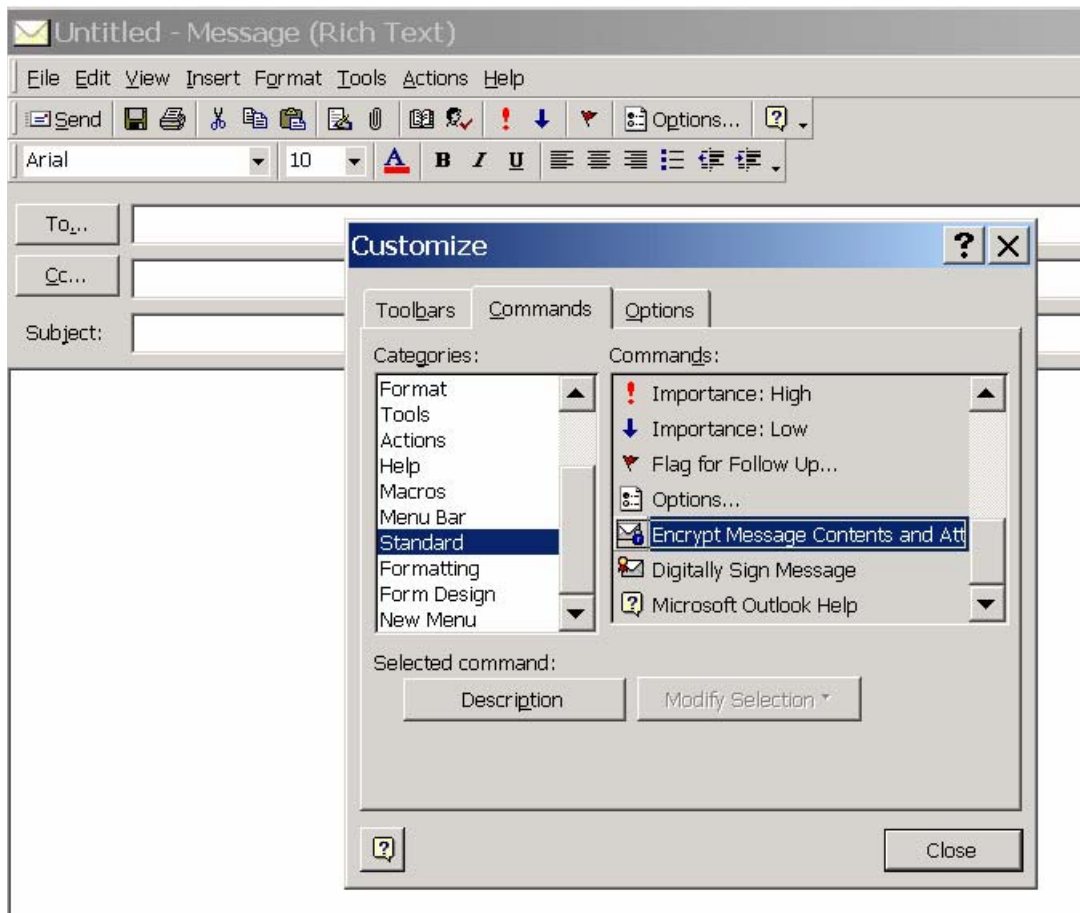 Untitled - Message (Rich Text)
File Edit View Insert Format Tools Actions Help
Send Options...
Arial 10 A B I U
To...
Cc...
Subject:
Customize
Toolbars Commands Options
Categories: Commands:
Format
Tools
Actions
Help
Macros
Menu Bar
Standard
Formatting
Form Design
New Menu
Importance: High
Importance: Low
Flag for Follow Up...
Options...
Encrypt Message Contents and Att
Digitally Sign Message
Microsoft Outlook Help
Selected command:
Description Modify Selection
Close